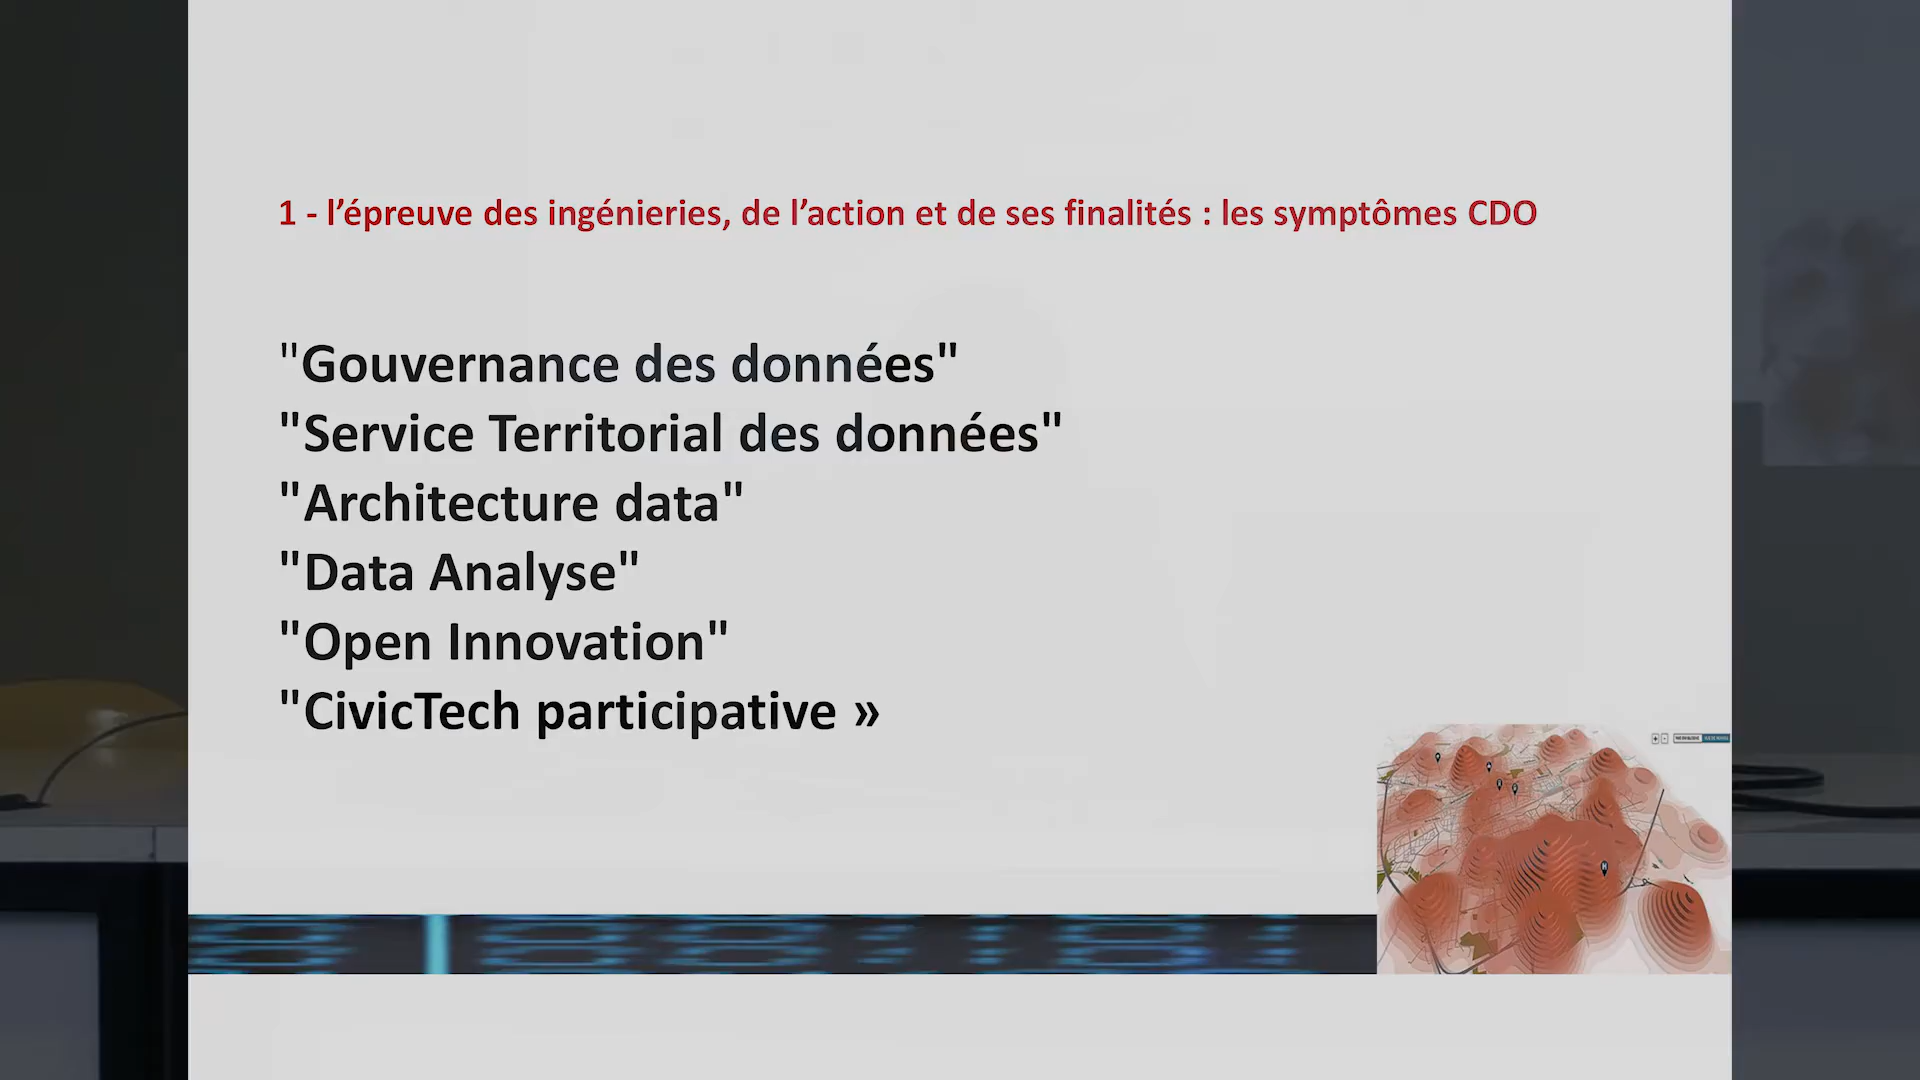 1 - l’épreuve des ingénieries, de l’action et de ses finalités : les symptômes CDO
"Gouvernance des données"
"Service Territorial des données"
"Architecture data"
"Data Analyse"
"Open Innovation"
"CivicTech participative »